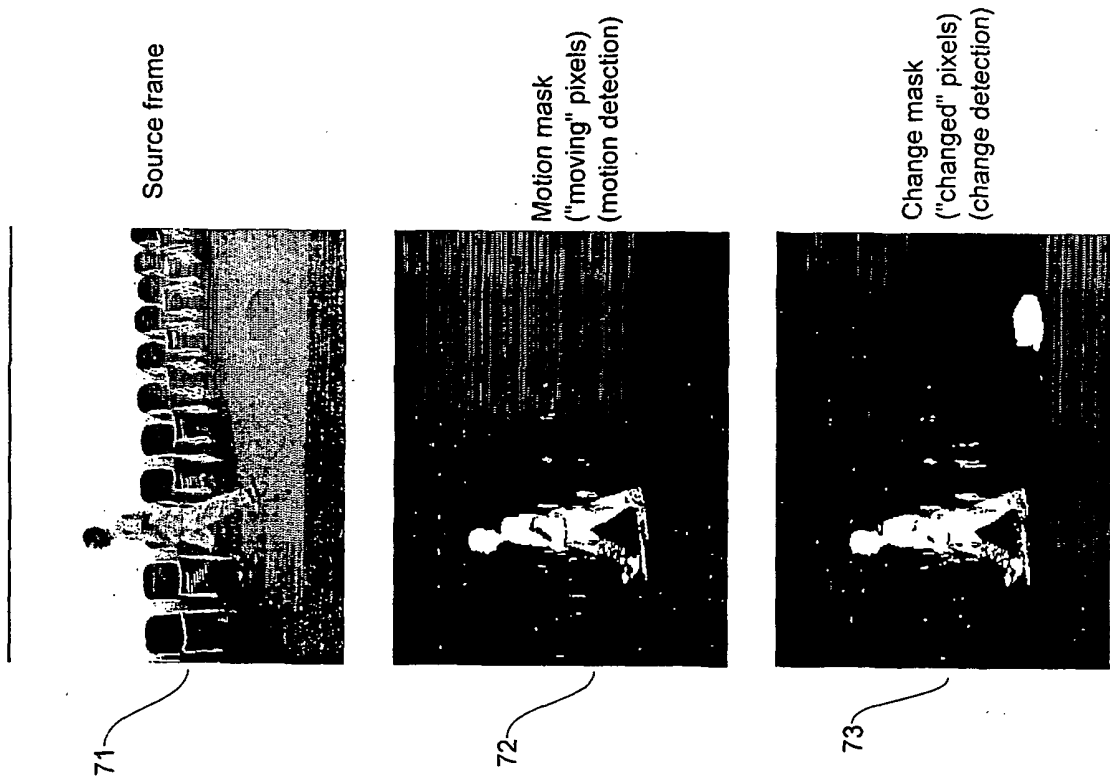 71
Source frame
72
Motion mask
("moving" pixels)
(motion detection)
73
Change mask
("changed" pixels)
(change detection)